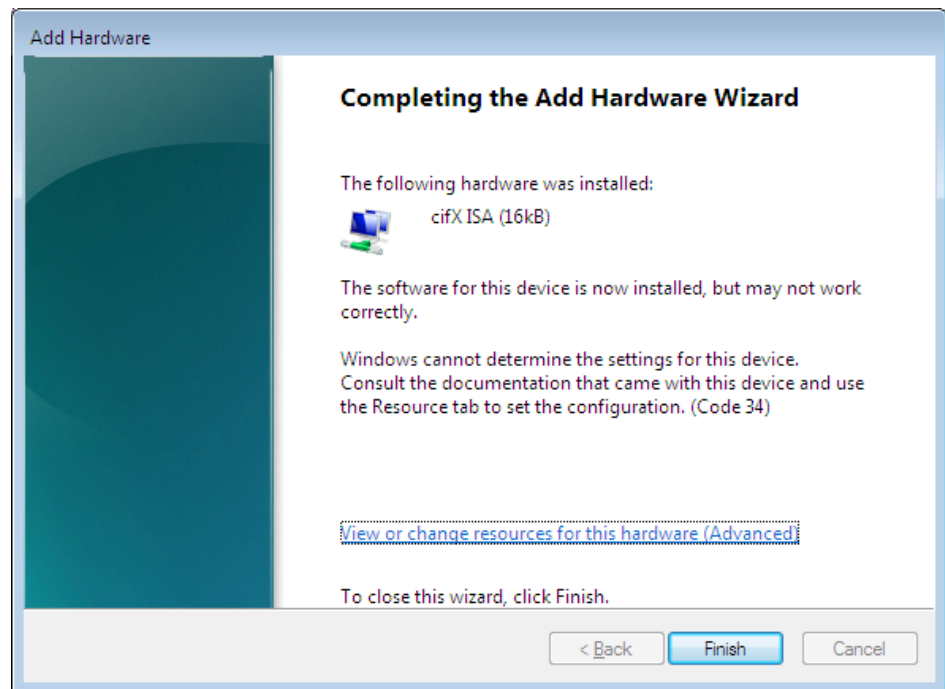 Add Hardware
Completing the Add Hardware Wizard
The following hardware was installed:
cifX ISA (16kB)
The software for this device is now installed, but may not work
correctly.
Windows cannot determine the settings for this device.
Consult the documentation that came with this device and use
the Resource tab to set the configuration. (Code 34)
View or change resources for this hardware (Advanced)
To close this wizard, click Finish.
< Back
Finish
Cancel